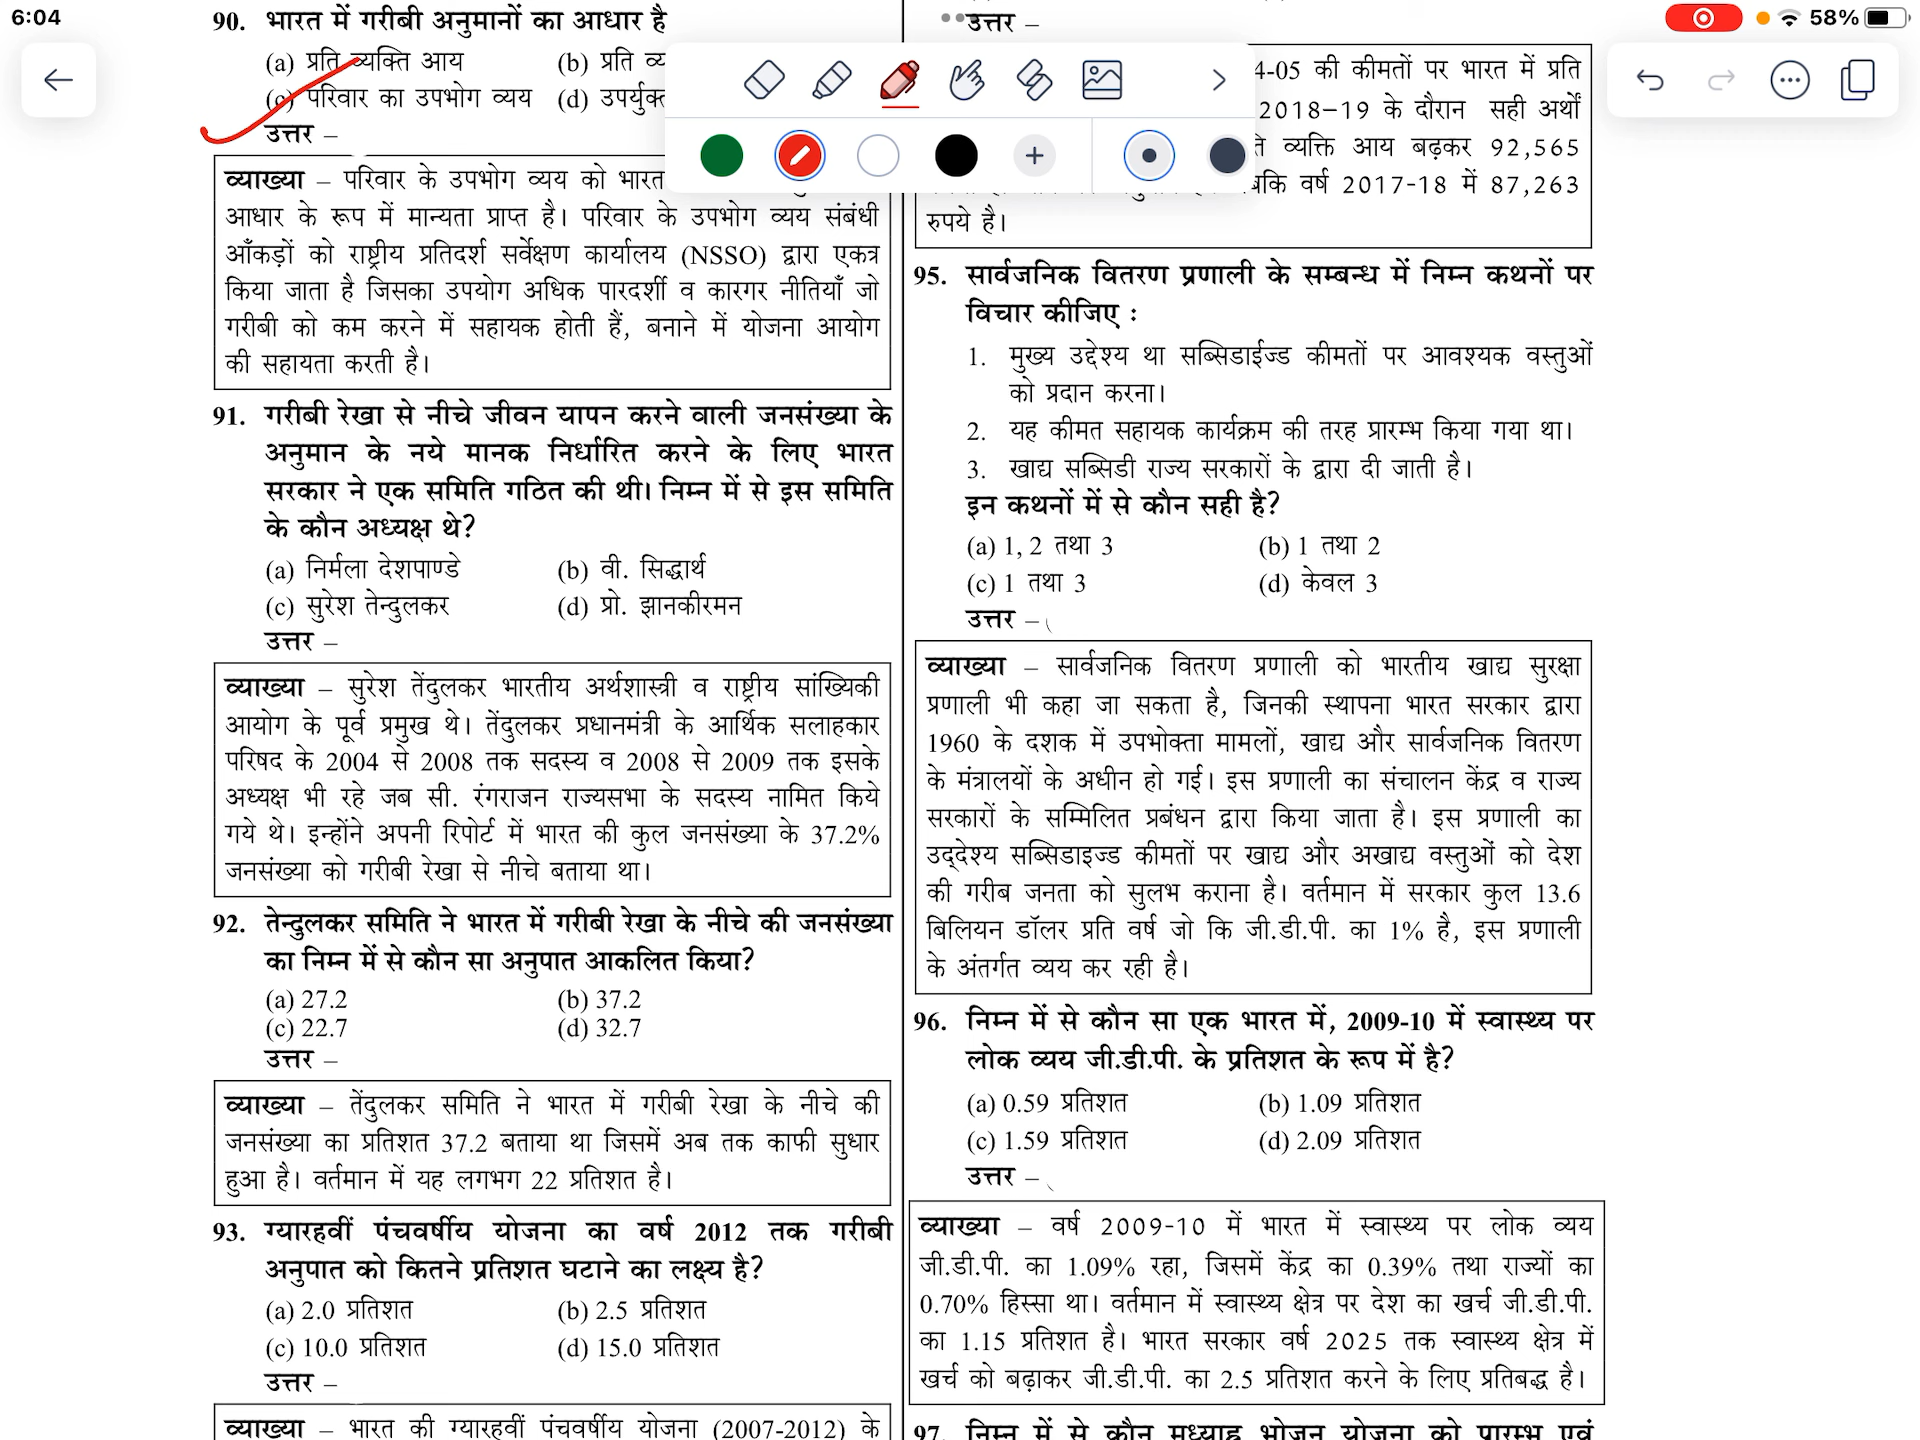 6:04
58%
90. भारत में गरीबी अनुमानों का आधार है
(a) प्रति व्यक्ति आय (b) प्रति
(c) परिवार का उपभोग व्यय (d)
उत्तर –
व्याख्या – परिवार के उपभोग व्यय को भारत
आधार के रूप में मान्यता प्राप्त है। परिवार के उपभोग व्यय संबंधी
आँकड़ों को राष्ट्रीय प्रतिदर्श सर्वेक्षण कार्यालय (NSSO) द्वारा एकत्र
किया जाता है जिसका उपयोग अधिक पारदर्शी व कारगर नीतियाँ जो
गरीबी को कम करने में सहायक होती हैं, बनाने में योजना आयोग
की सहायता करती है।
91. गरीबी रेखा से नीचे जीवन यापन करने वाली जनसंख्या के
अनुमान के नये मानक निर्धारित करने के लिए भारत
सरकार ने एक समिति गठित की थी। निम्न में से इस समिति
के कौन अध्यक्ष थे?
(a) निर्मला देशपाण्डे (b) वी. सिद्धार्थ
(c) सुरेश तेन्दुलकर (d) प्रो. झानकीरमन
उत्तर –
व्याख्या – सुरेश तेंदुलकर भारतीय अर्थशास्त्री व राष्ट्रीय सांख्यिकी
आयोग के पूर्व प्रमुख थे। तेंदुलकर प्रधानमंत्री के आर्थिक सलाहकार
परिषद के 2004 से 2008 तक सदस्य व 2008 से 2009 तक इसके
अध्यक्ष भी रहे जब सी. रंगराजन राज्यसभा के सदस्य नामित किये
गये थे। इन्होंने अपनी रिपोर्ट में भारत की कुल जनसंख्या के 37.2%
जनसंख्या को गरीबी रेखा से नीचे बताया था।
92. तेन्दुलकर समिति ने भारत में गरीबी रेखा के नीचे की जनसंख्या
का निम्न में से कौन सा अनुपात आकलित किया?
(a) 27.2 (b) 37.2
(c) 22.7 (d) 32.7
उत्तर –
व्याख्या – तेंदुलकर समिति ने भारत में गरीबी रेखा के नीचे की
जनसंख्या का प्रतिशत 37.2 बताया था जिसमें अब तक काफी सुधार
हुआ है। वर्तमान में यह लगभग 22 प्रतिशत है।
93. ग्यारहवीं पंचवर्षीय योजना का वर्ष 2012 तक गरीबी
अनुपात को कितने प्रतिशत घटाने का लक्ष्य है?
(a) 2.0 प्रतिशत (b) 2.5 प्रतिशत
(c) 10.0 प्रतिशत (d) 15.0 प्रतिशत
उत्तर –
व्याख्या – भारत की ग्यारहवीं पंचवर्षीय योजना (2007-2012) के
उत्तर –
4-05 की कीमतों पर भारत में प्रति
2018–19 के दौरान सही अर्थों
व्यक्ति आय बढ़कर 92,565
वर्ष 2017-18 में 87,263
रुपये है।
95. सार्वजनिक वितरण प्रणाली के सम्बन्ध में निम्न कथनों पर
विचार कीजिए :
1. मुख्य उद्देश्य था सब्सिडाईज्ड कीमतों पर आवश्यक वस्तुओं
को प्रदान करना।
2. यह कीमत सहायक कार्यक्रम की तरह प्रारम्भ किया गया था।
3. खाद्य सब्सिडी राज्य सरकारों के द्वारा दी जाती है।
इन कथनों में से कौन सही है?
(a) 1, 2 तथा 3 (b) 1 तथा 2
(c) 1 तथा 3 (d) केवल 3
उत्तर –
व्याख्या – सार्वजनिक वितरण प्रणाली को भारतीय खाद्य सुरक्षा
प्रणाली भी कहा जा सकता है, जिनकी स्थापना भारत सरकार द्वारा
1960 के दशक में उपभोक्ता मामलों, खाद्य और सार्वजनिक वितरण
के मंत्रालयों के अधीन हो गई। इस प्रणाली का संचालन केंद्र व राज्य
सरकारों के सम्मिलित प्रबंधन द्वारा किया जाता है। इस प्रणाली का
उद्देश्य सब्सिडाइज्ड कीमतों पर खाद्य और अखाद्य वस्तुओं को देश
की गरीब जनता को सुलभ कराना है। वर्तमान में सरकार कुल 13.6
बिलियन डॉलर प्रति वर्ष जो कि जी.डी.पी. का 1% है, इस प्रणाली
के अंतर्गत व्यय कर रही है।
96. निम्न में से कौन सा एक भारत में, 2009-10 में स्वास्थ्य पर
लोक व्यय जी.डी.पी. के प्रतिशत के रूप में है?
(a) 0.59 प्रतिशत (b) 1.09 प्रतिशत
(c) 1.59 प्रतिशत (d) 2.09 प्रतिशत
उत्तर –
व्याख्या – वर्ष 2009-10 में भारत में स्वास्थ्य पर लोक व्यय
जी.डी.पी. का 1.09% रहा, जिसमें केंद्र का 0.39% तथा राज्यों का
0.70% हिस्सा था। वर्तमान में स्वास्थ्य क्षेत्र पर देश का खर्च जी.डी.पी.
का 1.15 प्रतिशत है। भारत सरकार वर्ष 2025 तक स्वास्थ्य क्षेत्र में
खर्च को बढ़ाकर जी.डी.पी. का 2.5 प्रतिशत करने के लिए प्रतिबद्ध है।
97. निम्न में से कौन मध्याह्न भोजन योजना को प्रारम्भ एवं